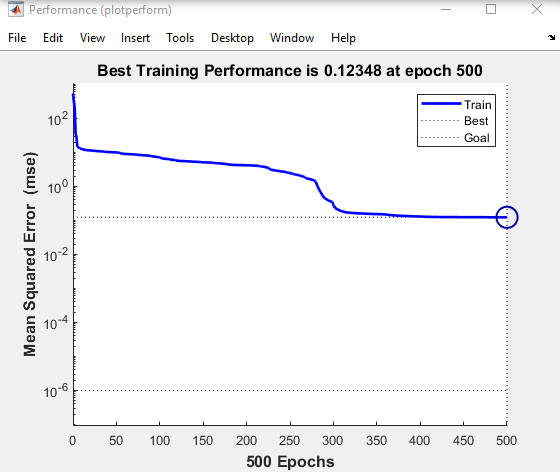 Performance (plotperform)
File Edit View Insert Tools Desktop Window Help
Best Training Performance is 0.12348 at epoch 500
Train
Best
Goal
Mean Squared Error (mse)
10^2
10^0
10^-2
10^-4
10^-6
0 50 100 150 200 250 300 350 400 450 500
500 Epochs